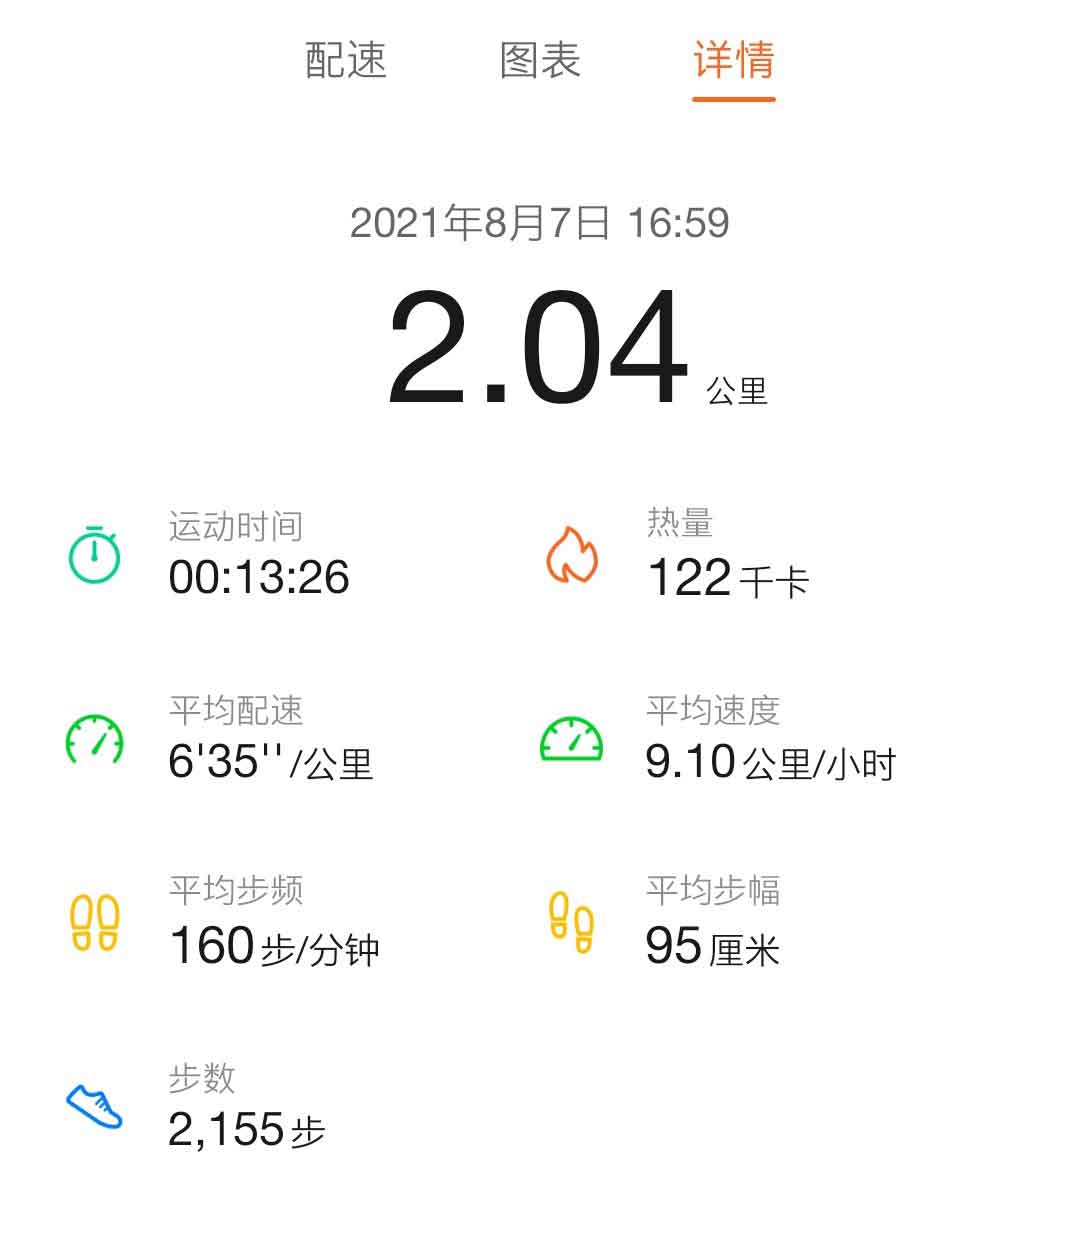 配速 图表 详情
2021年8月7日 16:59
2.04 公里
运动时间 热量
00:13:26 122 千卡
平均配速 平均速度
6'35''/公里 9.10 公里/小时
平均步频 平均步幅
160 步/分钟 95 厘米
步数
2,155 步